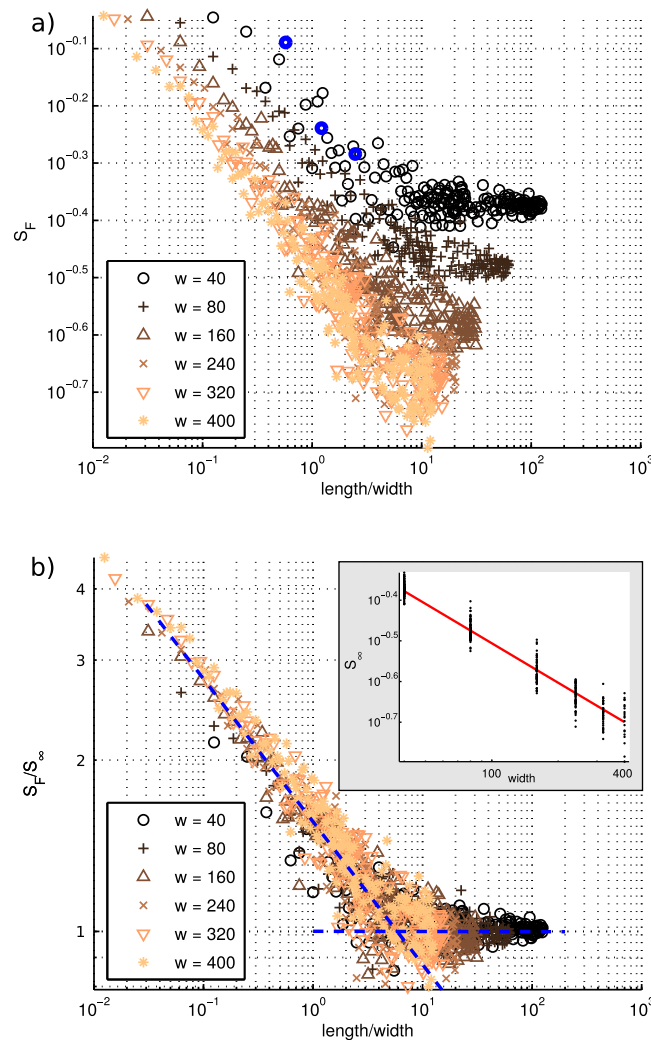 a)
10^-0.1
10^-0.2
10^-0.3
10^-0.4
10^-0.5
10^-0.6
10^-0.7
S_F
w = 40
w = 80
w = 160
w = 240
w = 320
w = 400
10^-2 10^-1 10^0 10^1 10^2 10^3
length/width
b)
4
3
2
1
S_F/S_∞
10^-0.4
10^-0.5
10^-0.6
10^-0.7
S_∞
100 400
width
w = 40
w = 80
w = 160
w = 240
w = 320
w = 400
10^-2 10^-1 10^0 10^1 10^2 10^3
length/width